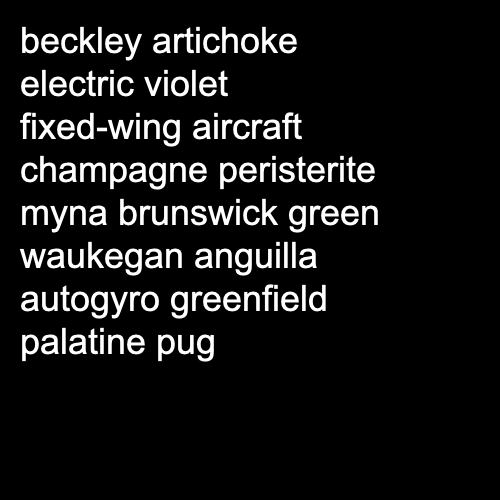 beckley artichoke
electric violet
fixed-wing aircraft
champagne peristerite
myna brunswick green
waukegan anguilla
autogyro greenfield
palatine pug